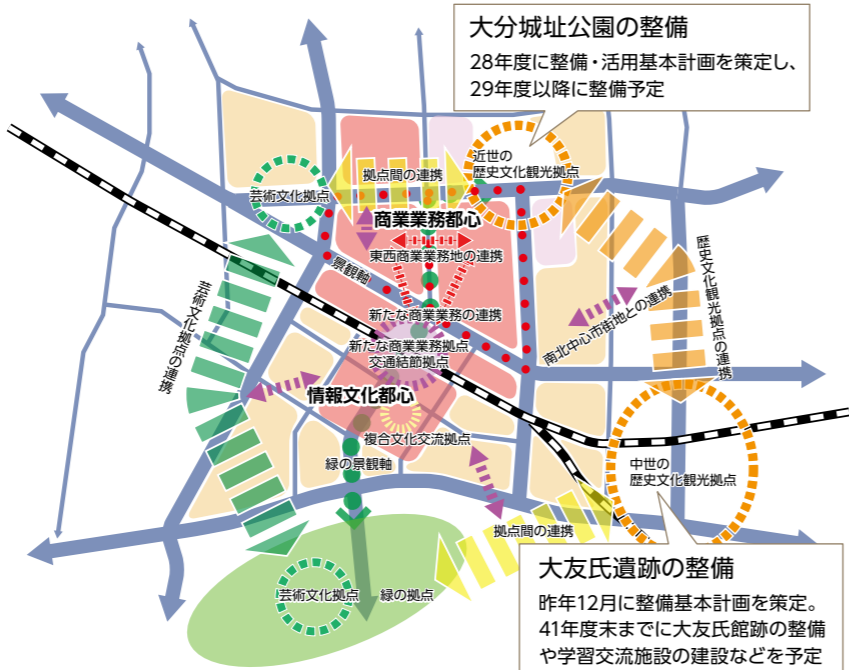 大分城址公園の整備
28年度に整備・活用基本計画を策定し、
29年度以降に整備予定
近世の
歴史文化観光拠点
拠点間の連携
芸術文化拠点
商業業務都心
東西商業業務地の連携
景観軸
新たな商業業務の連携
新たな商業業務拠点
交通結節拠点
南北中心市街地との連携
歴史文化観光拠点の連携
芸術文化拠点の連携
情報文化都心
複合文化交流拠点
緑の景観軸
中世の
歴史文化観光拠点
拠点間の連携
芸術文化拠点
緑の拠点
大友氏遺跡の整備
昨年12月に整備基本計画を策定。
41年度末までに大友氏館跡の整備
や学習交流施設の建設などを予定